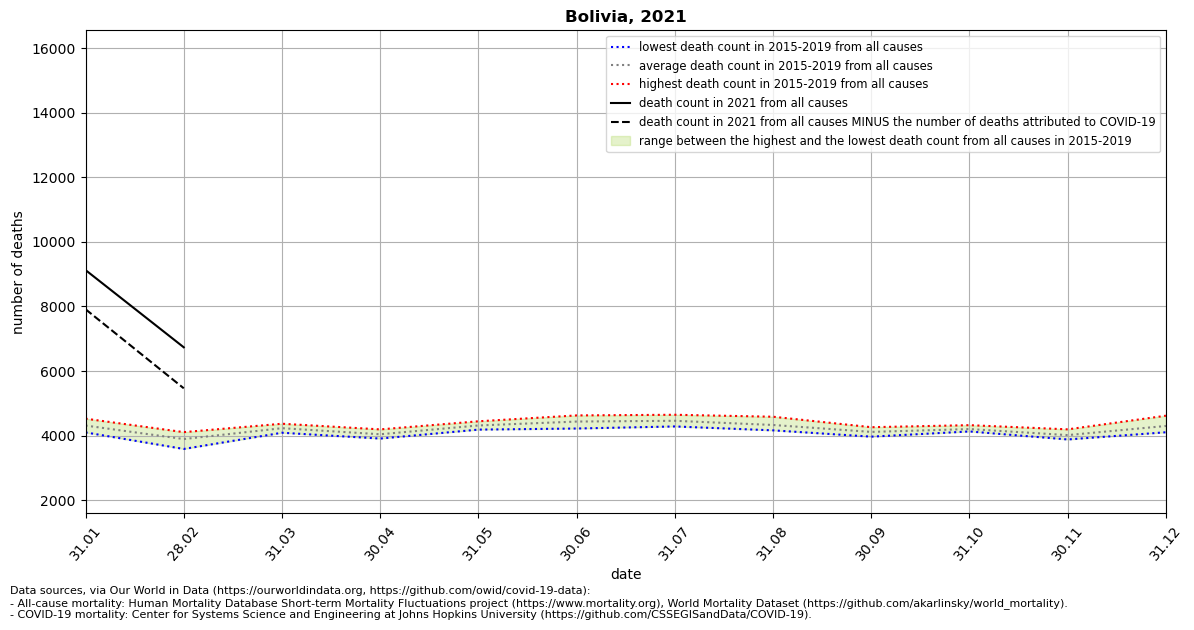 Bolivia, 2021
16000
14000
12000
10000
8000
6000
4000
2000
number of deaths
lowest death count in 2015-2019 from all causes
average death count in 2015-2019 from all causes
highest death count in 2015-2019 from all causes
death count in 2021 from all causes
death count in 2021 from all causes MINUS the number of deaths attributed to COVID-19
range between the highest and the lowest death count from all causes in 2015-2019
31.01
28.02
31.03
30.04
31.05
30.06
31.07
31.08
30.09
31.10
30.11
31.12
date
Data sources, via Our World in Data (https://ourworldindata.org, https://github.com/owid/covid-19-data):
- All-cause mortality: Human Mortality Database Short-term Mortality Fluctuations project (https://www.mortality.org), World Mortality Dataset (https://github.com/akarlinsky/world_mortality).
- COVID-19 mortality: Center for Systems Science and Engineering at Johns Hopkins University (https://github.com/CSSEGISandData/COVID-19).